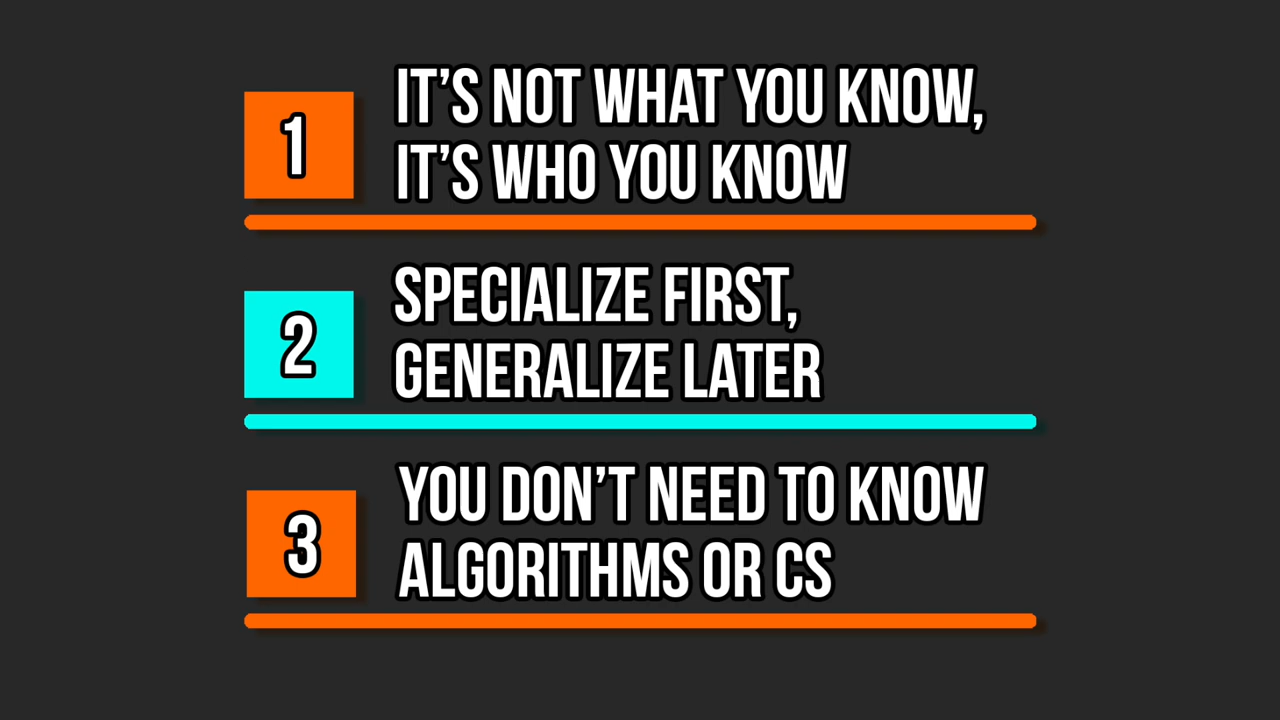 1
IT'S NOT WHAT YOU KNOW,
IT'S WHO YOU KNOW
2
SPECIALIZE FIRST,
GENERALIZE LATER
3
YOU DON'T NEED TO KNOW
ALGORITHMS OR CS